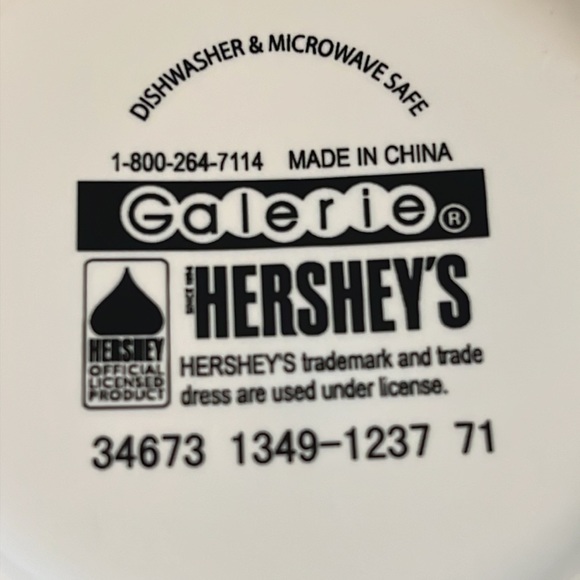 DISHWASHER & MICROWAVE SAFE
1-800-264-7114 MADE IN CHINA
Galerie®
SINCE 1894 HERSHEY'S
HERSHEY
OFFICIAL
LICENSED
PRODUCT
HERSHEY'S trademark and trade
dress are used under license.
34673 1349-1237 71